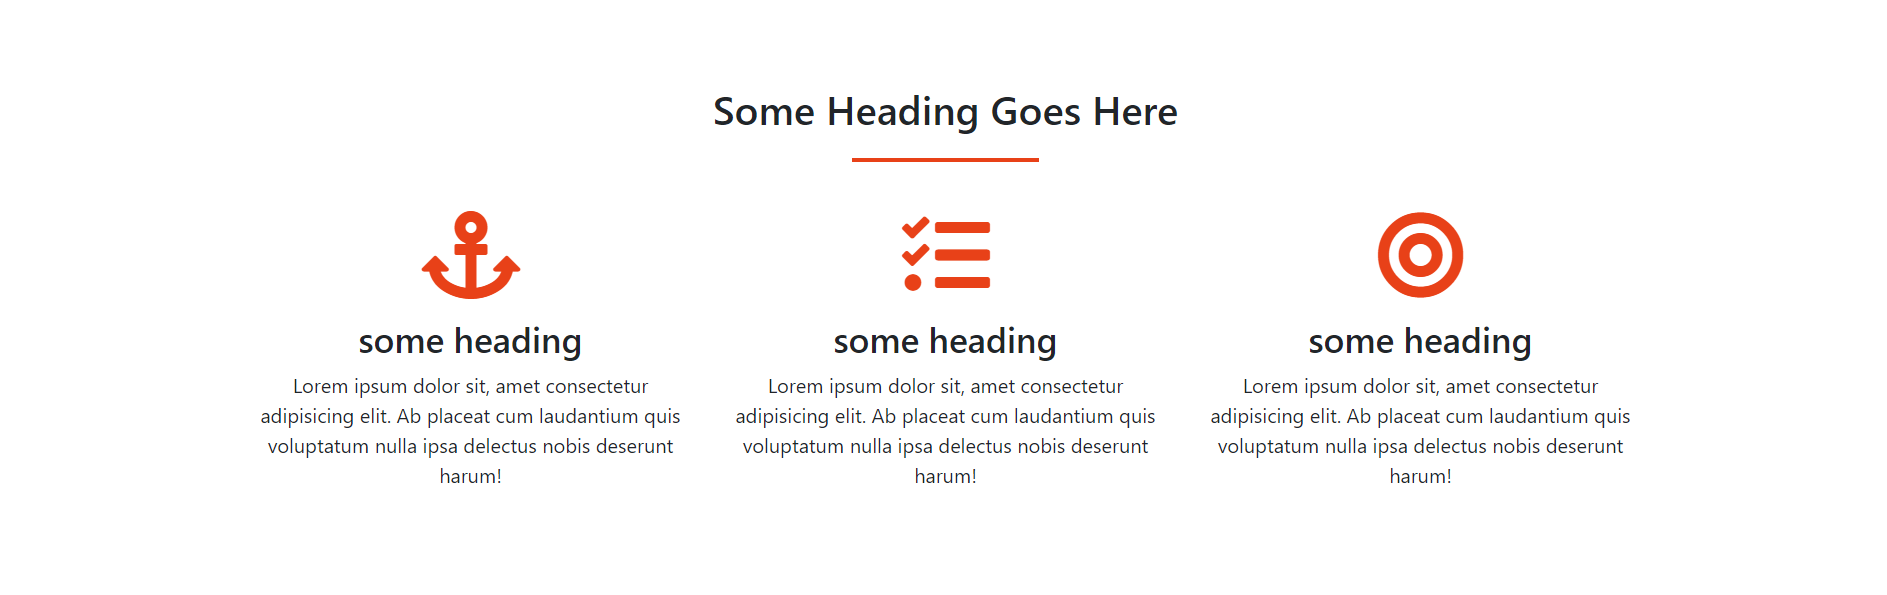 Some Heading Goes Here
some heading
Lorem ipsum dolor sit, amet consectetur
adipisicing elit. Ab placeat cum laudantium quis
voluptatum nulla ipsa delectus nobis deserunt
harum!
some heading
Lorem ipsum dolor sit, amet consectetur
adipisicing elit. Ab placeat cum laudantium quis
voluptatum nulla ipsa delectus nobis deserunt
harum!
some heading
Lorem ipsum dolor sit, amet consectetur
adipisicing elit. Ab placeat cum laudantium quis
voluptatum nulla ipsa delectus nobis deserunt
harum!